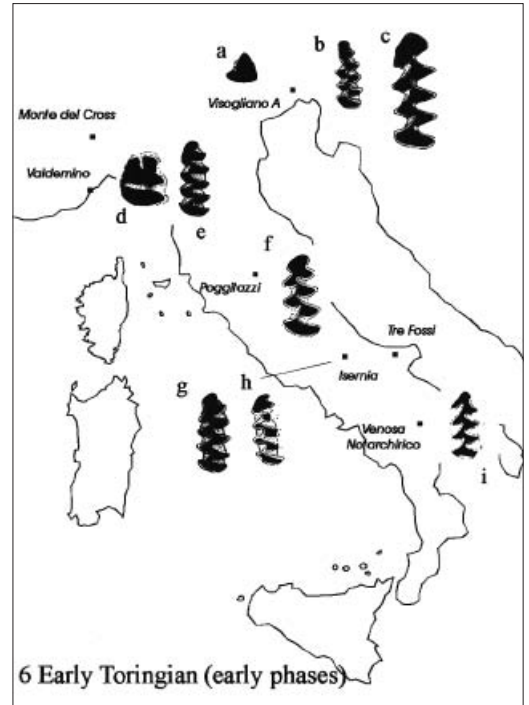 a
b
c
Visogliano A
Monte del Cross
Valdemino
d
e
f
Poggitazzi
Tre Fossi
g
h
Isernia
Venosa
Notarchirico
i
6 Early Toringian (early phases)